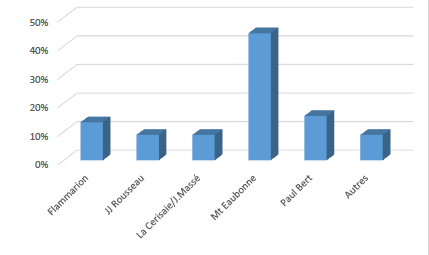 50%
40%
30%
20%
10%
0%
Flammarion
JJ Rousseau
La Cerisaie/J.Massé
Mt Eaubonne
Paul Bert
Autres